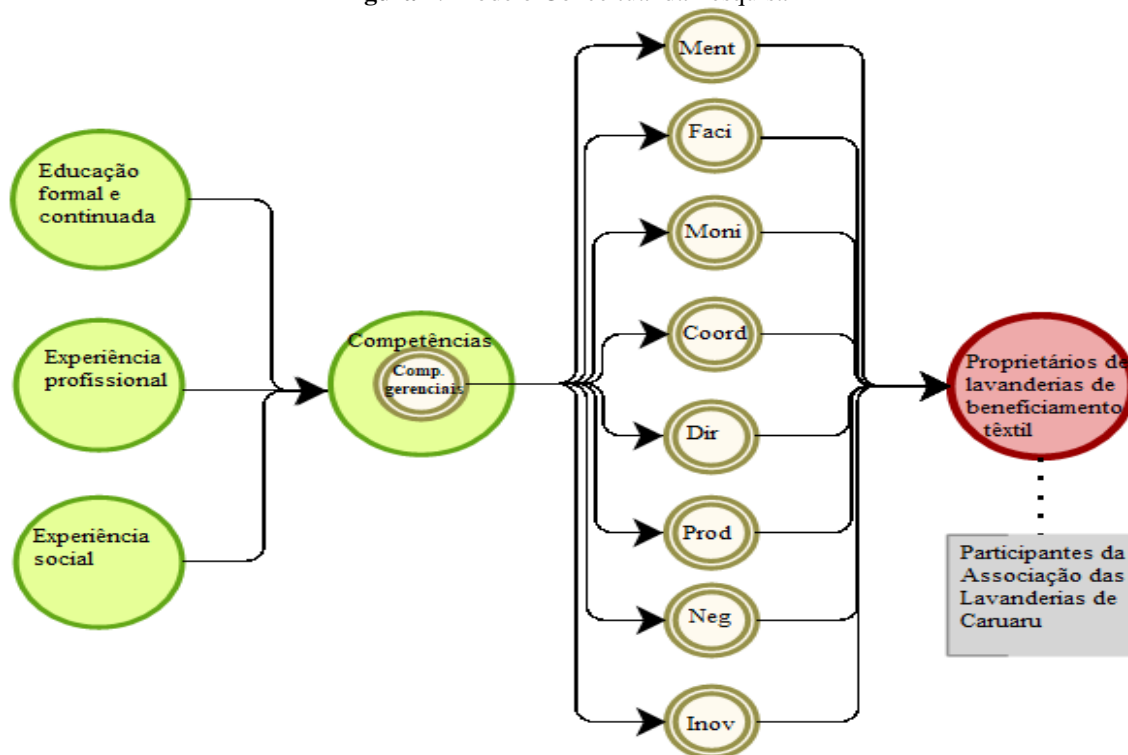 Educação
formal e
continuada
Experiência
profissional
Experiência
social
Competências
Comp.
gerenciais
Ment
Faci
Moni
Coord
Dir
Prod
Neg
Inov
Proprietários de
lavanderias de
beneficiamento
têxtil
Participantes da
Associação das
Lavanderias de
Caruaru